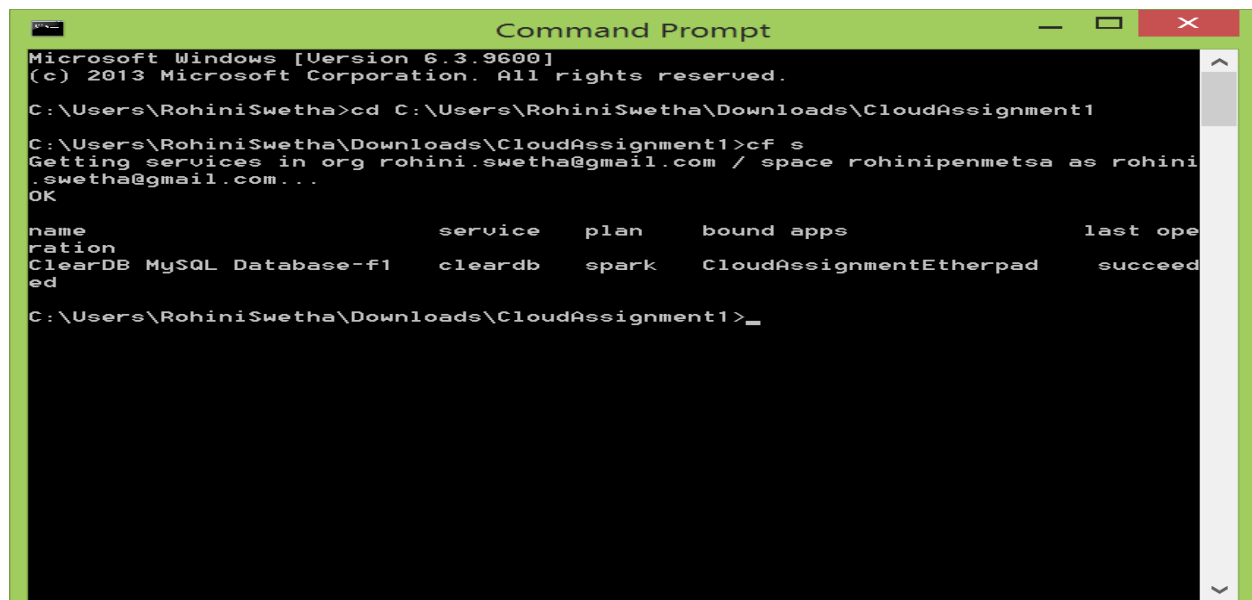 Command Prompt
Microsoft Windows [Version 6.3.9600]
(c) 2013 Microsoft Corporation. All rights reserved.
C:\Users\RohiniSwetha>cd C:\Users\RohiniSwetha\Downloads\CloudAssignment1
C:\Users\RohiniSwetha\Downloads\CloudAssignment1>cf s
Getting services in org rohini.swetha@gmail.com / space rohinipenmetsa as rohini
.swetha@gmail.com...
OK
name service plan bound apps last ope
ration
ClearDB MySQL Database-f1 cleardb spark CloudAssignmentEtherpad succeed
ed
C:\Users\RohiniSwetha\Downloads\CloudAssignment1>_